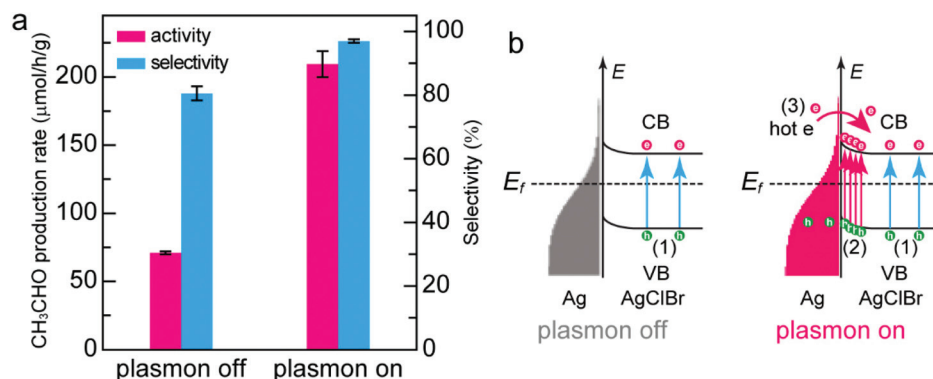 a
activity
selectivity
CH₃CHO production rate (μmol/h/g)
200
150
100
75
50
0
100
80
60
40
20
0
Selectivity (%)
plasmon off
plasmon on
b
E
CB
e e
E_f
h h
(1)
VB
Ag
AgClBr
plasmon off
E
(3) e
hot e
e
CB
e e e e e e
h h h h h h h h
(2) (1)
VB
Ag
AgClBr
plasmon on